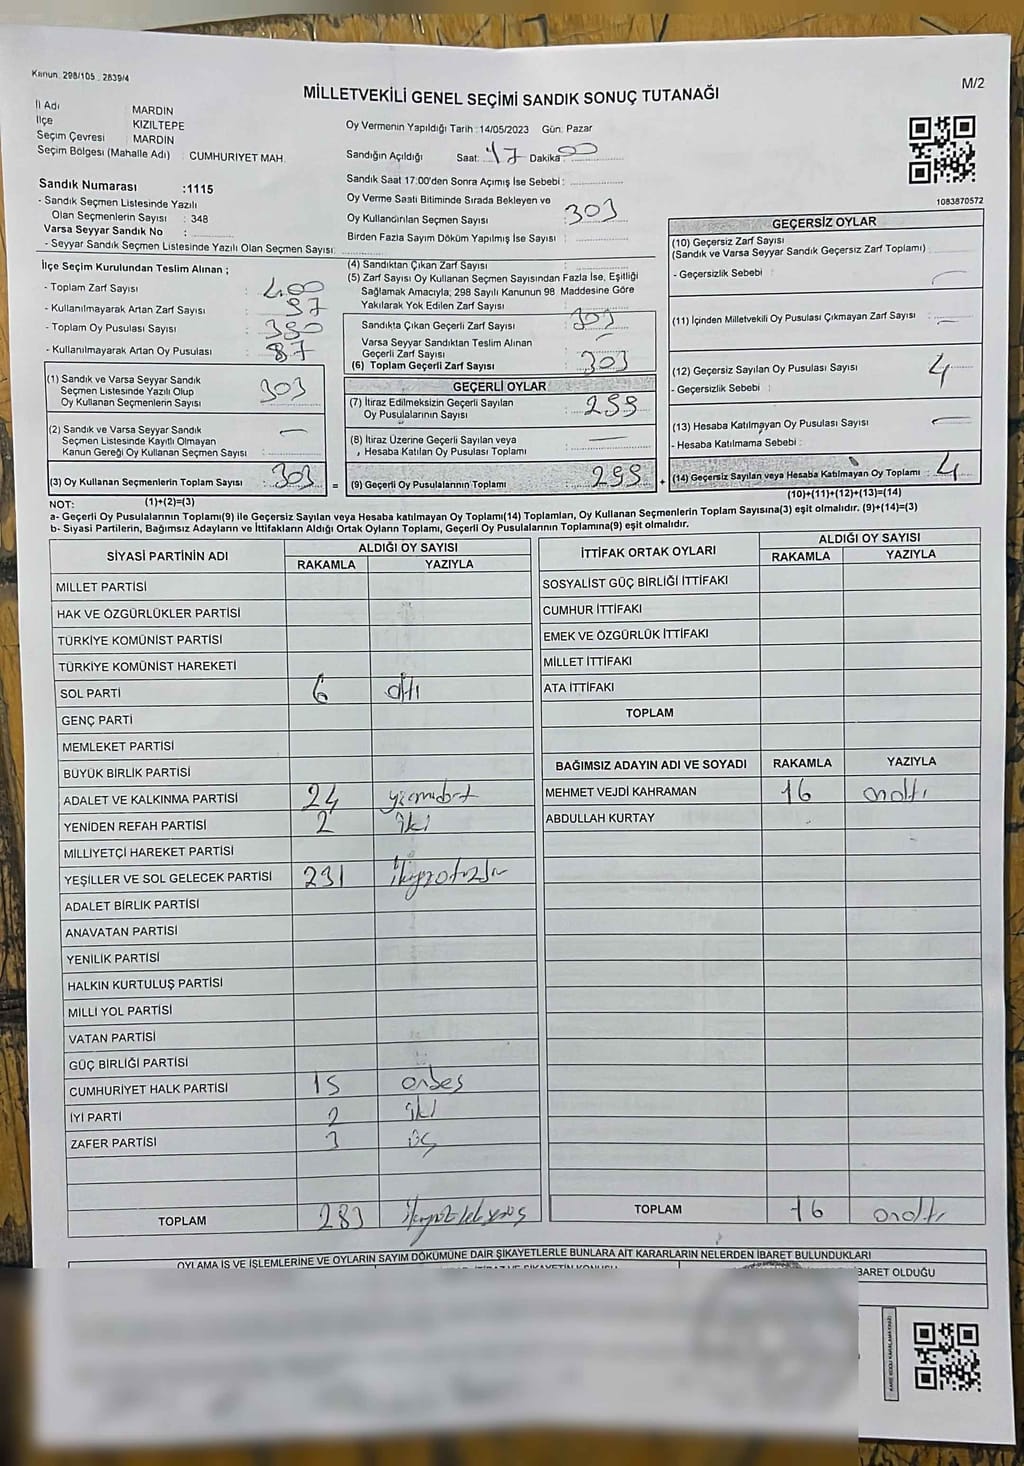 Kanun. 298/105 . 2839/4
M/2
MİLLETVEKİLİ GENEL SEÇİMİ SANDIK SONUÇ TUTANAĞI
İl Adı MARDIN
İlçe KIZILTEPE
Seçim Çevresi MARDIN
Seçim Bölgesi (Mahalle Adı) CUMHURIYET MAH.
Sandık Numarası :1115
- Sandık Seçmen Listesinde Yazılı
Olan Seçmenlerin Sayısı : 348
Varsa Seyyar Sandık No :
- Seyyar Sandık Seçmen Listesinde Yazılı Olan Seçmen Sayısı:
Oy Vermenin Yapıldığı Tarih :14/05/2023 Gün: Pazar
Sandığın Açıldığı Saat: 17 Dakika: 00
Sandık Saat 17:00'den Sonra Açımış İse Sebebi :
Oy Verme Saati Bitiminde Sırada Bekleyen ve
Oy Kullandırılan Seçmen Sayısı : 303
Birden Fazla Sayım Döküm Yapılmış İse Sayısı :
1083870572
İlçe Seçim Kurulundan Teslim Alınan ;
- Toplam Zarf Sayısı : 400
- Kullanılmayarak Artan Zarf Sayısı : 97
- Toplam Oy Pusulası Sayısı : 390
- Kullanılmayarak Artan Oy Pusulası : 87
(1) Sandık ve Varsa Seyyar Sandık
Seçmen Listesinde Yazılı Olup
Oy Kullanan Seçmenlerin Sayısı : 303
(2) Sandık ve Varsa Seyyar Sandık
Seçmen Listesinde Kayıtlı Olmayan
Kanun Gereği Oy Kullanan Seçmen Sayısı : —
(3) Oy Kullanan Seçmenlerin Toplam Sayısı : 303 =
(4) Sandıktan Çıkan Zarf Sayısı :
(5) Zarf Sayısı Oy Kullanan Seçmen Sayısından Fazla İse, Eşitliği
Sağlamak Amacıyla, 298 Sayılı Kanunun 98. Maddesine Göre
Yakılarak Yok Edilen Zarf Sayısı :
Sandıkta Çıkan Geçerli Zarf Sayısı : 303
Varsa Seyyar Sandıktan Teslim Alınan
Geçerli Zarf Sayısı : —
(6) Toplam Geçerli Zarf Sayısı : 303
GEÇERLİ OYLAR
(7) İtiraz Edilmeksizin Geçerli Sayılan
Oy Pusulalarının Sayısı : 299
(8) İtiraz Üzerine Geçerli Sayılan veya
Hesaba Katılan Oy Pusulaları Toplamı : —
(9) Geçerli Oy Pusulalarının Toplamı : 299 +
GEÇERSİZ OYLAR
(10) Geçersiz Zarf Sayısı
(Sandık ve Varsa Seyyar Sandık Geçersiz Zarf Toplamı) :
- Geçersizlik Sebebi : —
(11) İçinden Milletvekili Oy Pusulası Çıkmayan Zarf Sayısı : —
(12) Geçersiz Sayılan Oy Pusulası Sayısı : 4
- Geçersizlik Sebebi :
(13) Hesaba Katılmayan Oy Pusulası Sayısı : —
- Hesaba Katılmama Sebebi :
(14) Geçersiz Sayılan veya Hesaba Katılmayan Oy Toplamı : 4
(10)+(11)+(12)+(13)=(14)
NOT: (1)+(2)=(3)
a- Geçerli Oy Pusulalarının Toplamı(9) ile Geçersiz Sayılan veya Hesaba katılmayan Oy Toplamı(14) Toplamları, Oy Kullanan Seçmenlerin Toplam Sayısına(3) eşit olmalıdır. (9)+(14)=(3)
b- Siyasi Partilerin, Bağımsız Adayların ve İttifakların Aldığı Ortak Oyların Toplamı, Geçerli Oy Pusulalarının Toplamına(9) eşit olmalıdır.
SİYASİ PARTİNİN ADI ALDIĞI OY SAYISI
RAKAMLA YAZIYLA
MİLLET PARTİSİ
HAK VE ÖZGÜRLÜKLER PARTİSİ
TÜRKİYE KOMÜNİST PARTİSİ
TÜRKİYE KOMÜNİST HAREKETİ
SOL PARTİ 6 altı
GENÇ PARTİ
MEMLEKET PARTİSİ
BÜYÜK BİRLİK PARTİSİ
ADALET VE KALKINMA PARTİSİ 24 yirmidört
YENİDEN REFAH PARTİSİ 2 iki
MİLLİYETÇİ HAREKET PARTİSİ
YEŞİLLER VE SOL GELECEK PARTİSİ 231 ikiyüzotuzbir
ADALET BİRLİK PARTİSİ
ANAVATAN PARTİSİ
YENİLİK PARTİSİ
HALKIN KURTULUŞ PARTİSİ
MİLLİ YOL PARTİSİ
VATAN PARTİSİ
GÜÇ BİRLİĞİ PARTİSİ
CUMHURİYET HALK PARTİSİ 15 onbeş
İYİ PARTİ 2 iki
ZAFER PARTİSİ 3 üç
TOPLAM 283 ikiyüzseksenüç
İTTİFAK ORTAK OYLARI ALDIĞI OY SAYISI
RAKAMLA YAZIYLA
SOSYALİST GÜÇ BİRLİĞİ İTTİFAKI
CUMHUR İTTİFAKI
EMEK VE ÖZGÜRLÜK İTTİFAKI
MİLLET İTTİFAKI
ATA İTTİFAKI
TOPLAM
BAĞIMSIZ ADAYIN ADI VE SOYADI RAKAMLA YAZIYLA
MEHMET VEJDİ KAHRAMAN 16 onaltı
ABDULLAH KURTAY
TOPLAM 16 onaltı
OYLAMA İŞ VE İŞLEMLERİNE VE OYLARIN SAYIM DÖKÜMÜNE DAİR ŞİKAYETLERLE BUNLARA AİT KARARLARIN NELERDEN İBARET BULUNDUKLARI
İBARET OLDUĞU